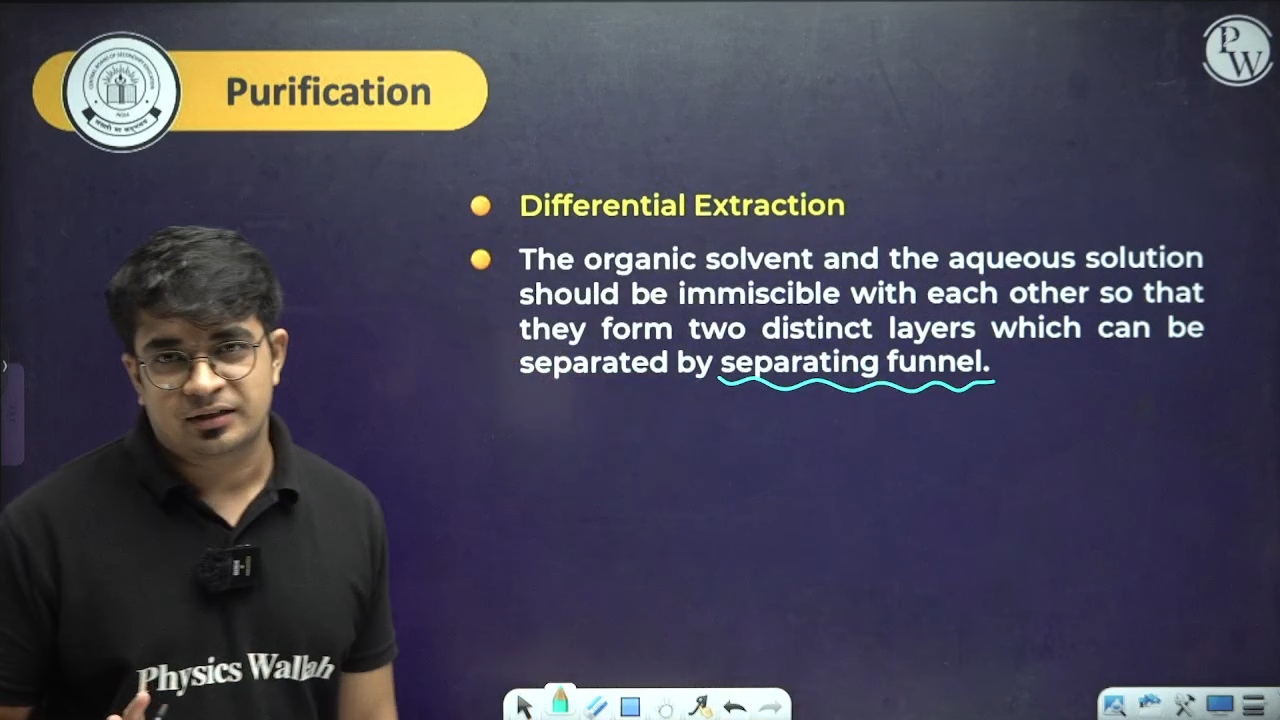 Purification
PW
Differential Extraction
The organic solvent and the aqueous solution
should be immiscible with each other so that
they form two distinct layers which can be
separated by separating funnel.
Physics Wallah